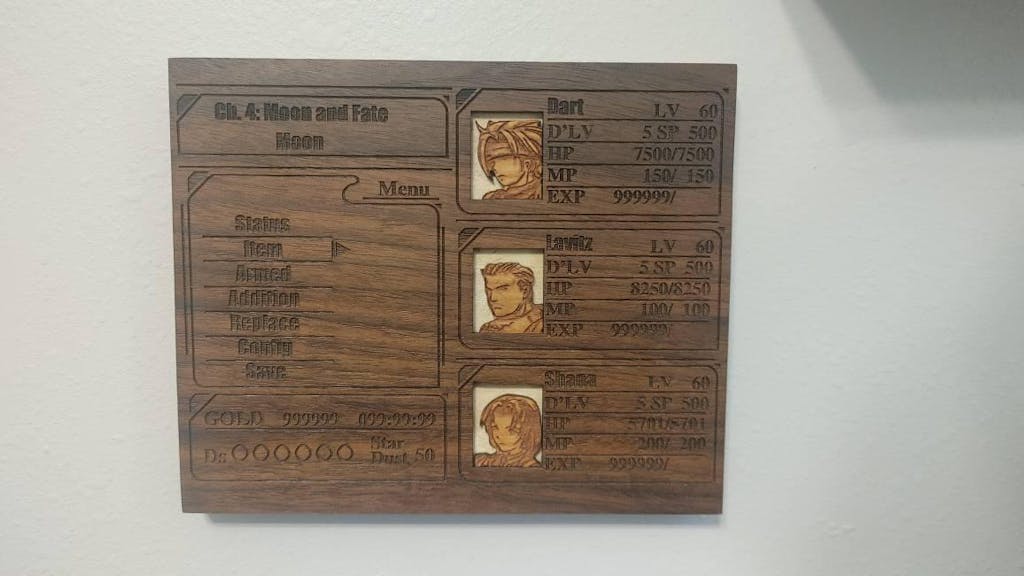 Ch. 4: Moon and Fate
Moon
Menu
Status
Item
Armed
Addition
Replace
Config
Save
GOLD 999999 099:99:99
Ds
Star
Dust 50
Dart LV 60
D'LV 5 SP 500
HP 7500/7500
MP 150/ 150
EXP 999999/
Lavitz LV 60
D'LV 5 SP 500
HP 8250/8250
MP 100/ 100
EXP 999999/
Shana LV 60
D'LV 5 SP 500
HP 5701/5701
MP 200/ 200
EXP 999999/